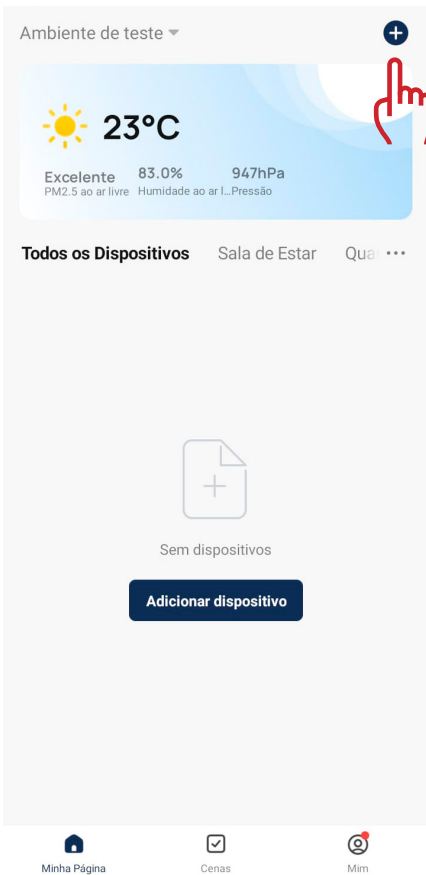 Ambiente de teste
23°C
Excelente 83.0% 947hPa
PM2.5 ao ar livre Humidade ao ar l... Pressão
Todos os Dispositivos Sala de Estar Qua
Sem dispositivos
Adicionar dispositivo
Minha Página Cenas Mim